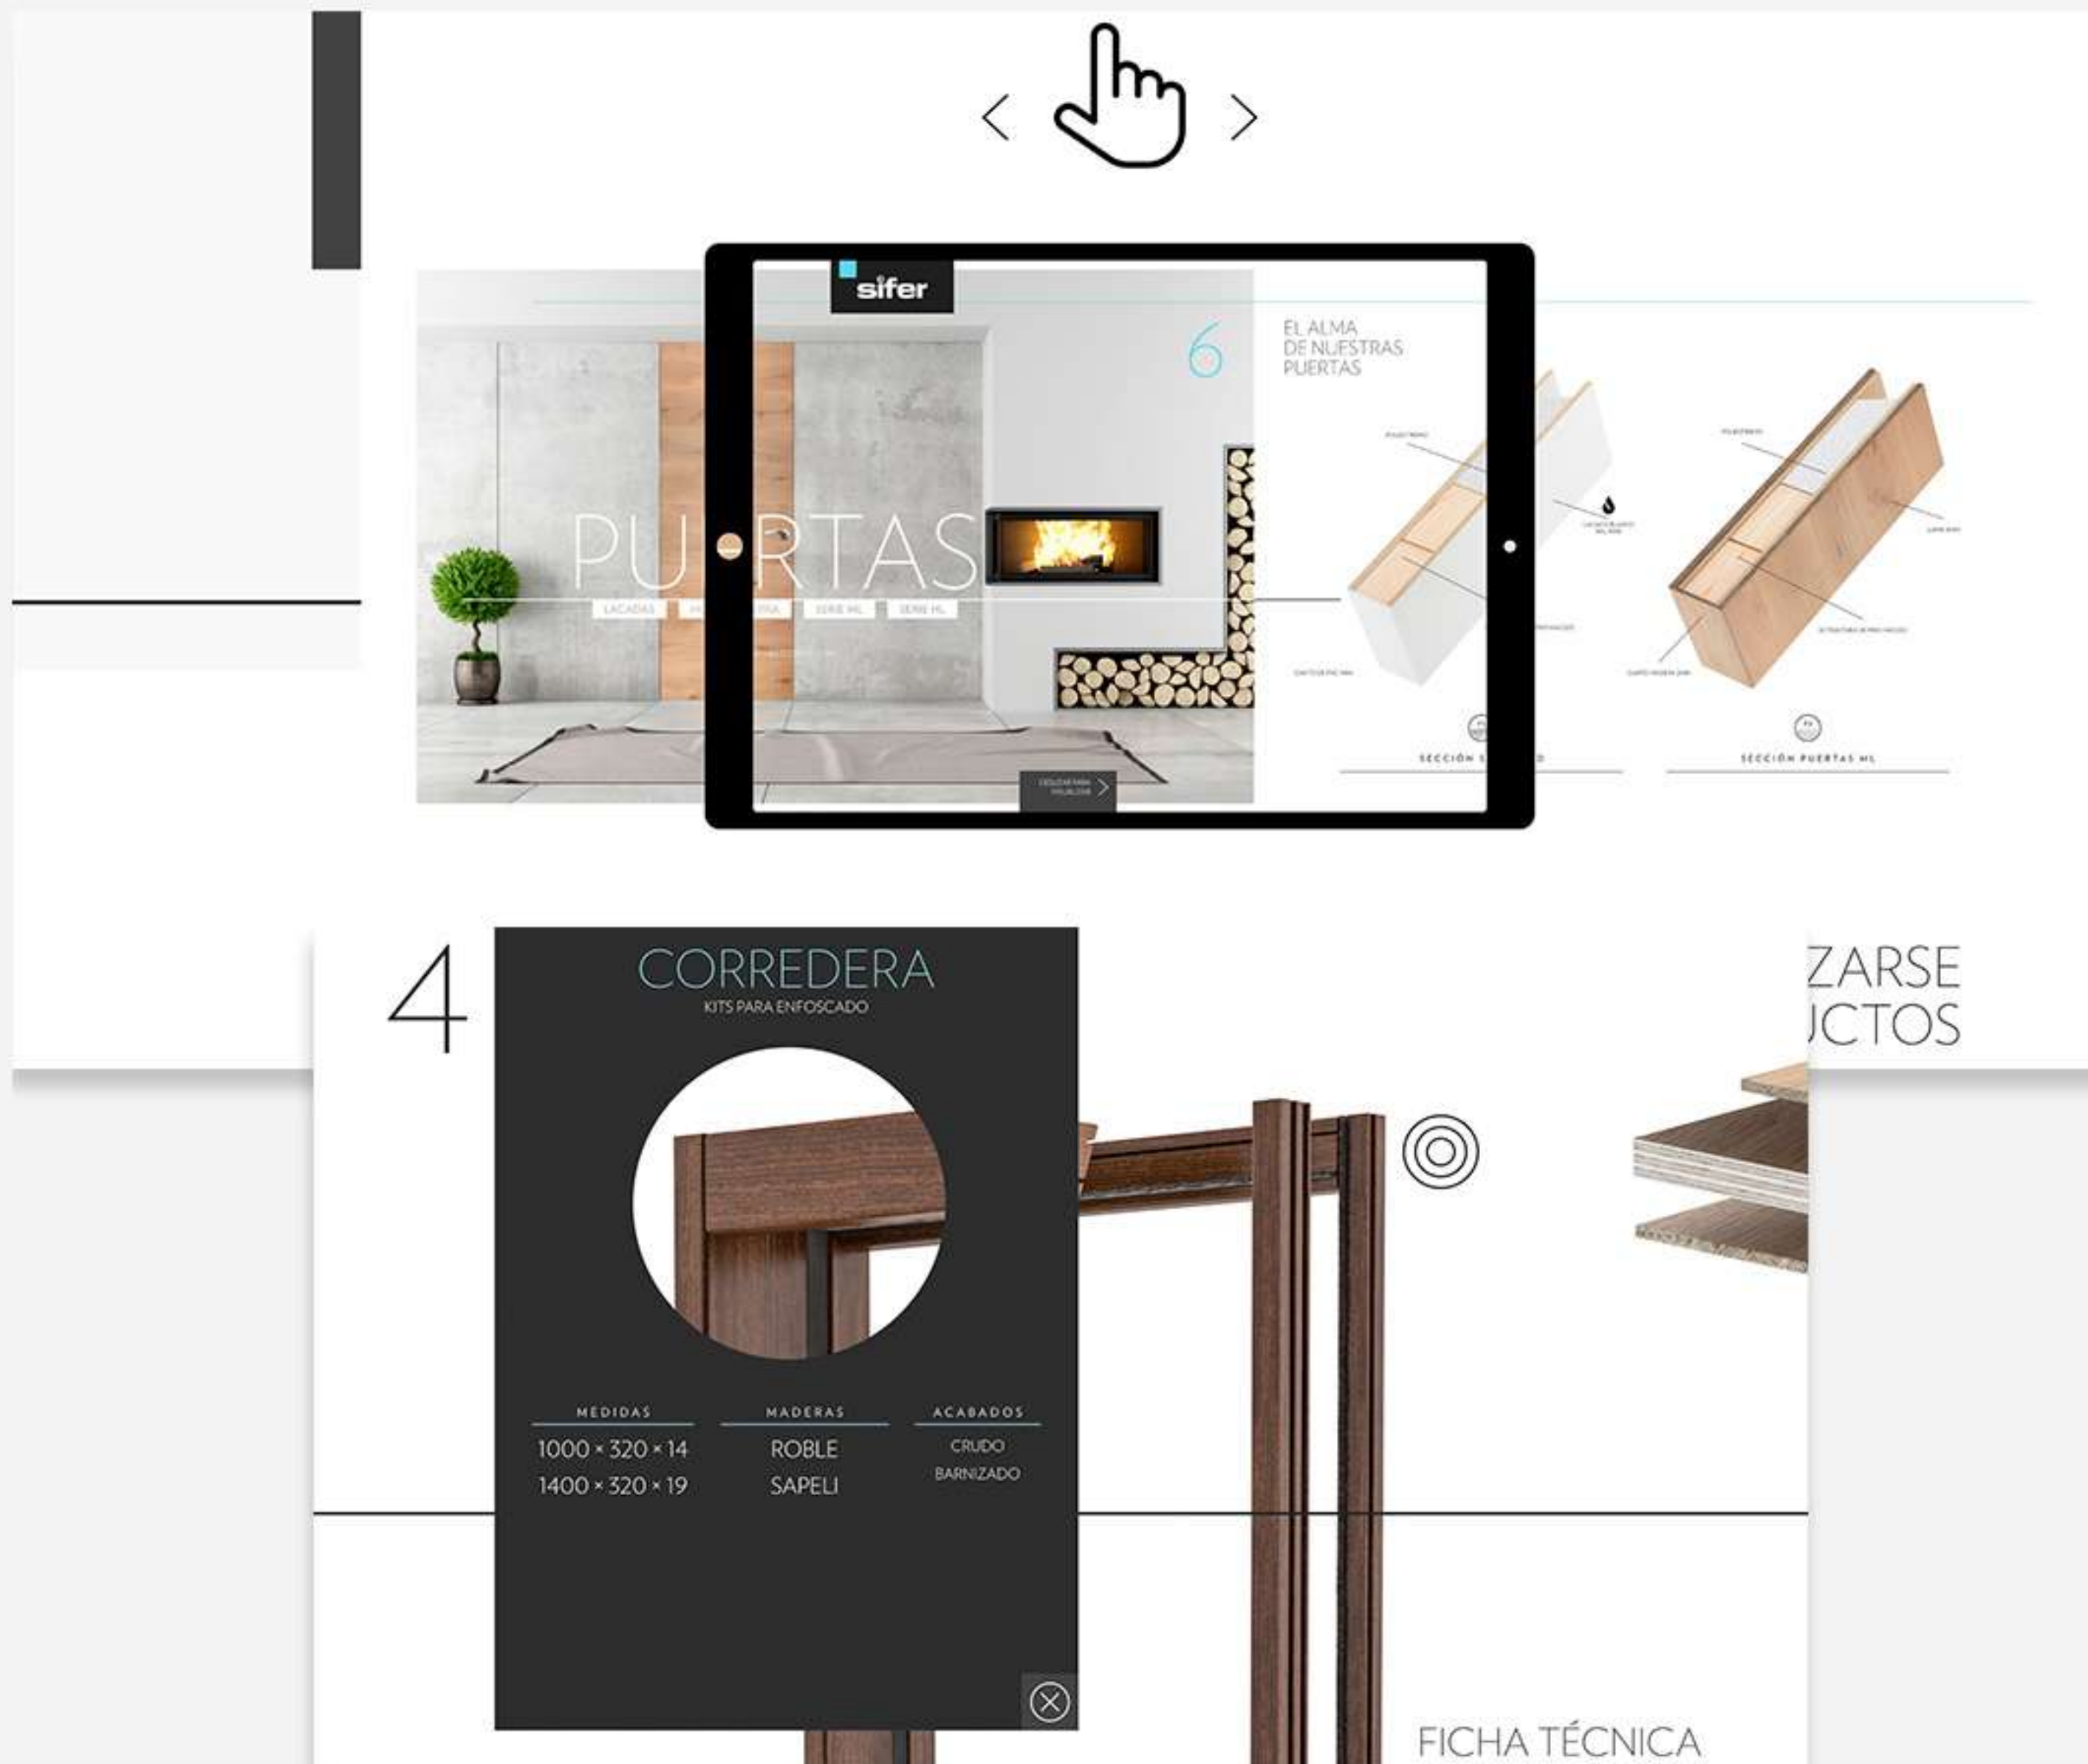 sifer
6
EL ALMA
DE NUESTRAS
PUERTAS
PU RTAS
LACADAS
SERIE ML
SERIE HL
SECCIÓN S
SECCIÓN PUERTAS ML
4
CORREDERA
KITS PARA ENFOSCADO
ZARSE
UCTOS
MEDIDAS MADERAS ACABADOS
1000 × 320 × 14 ROBLE CRUDO
1400 × 320 × 19 SAPELI BARNIZADO
FICHA TÉCNICA